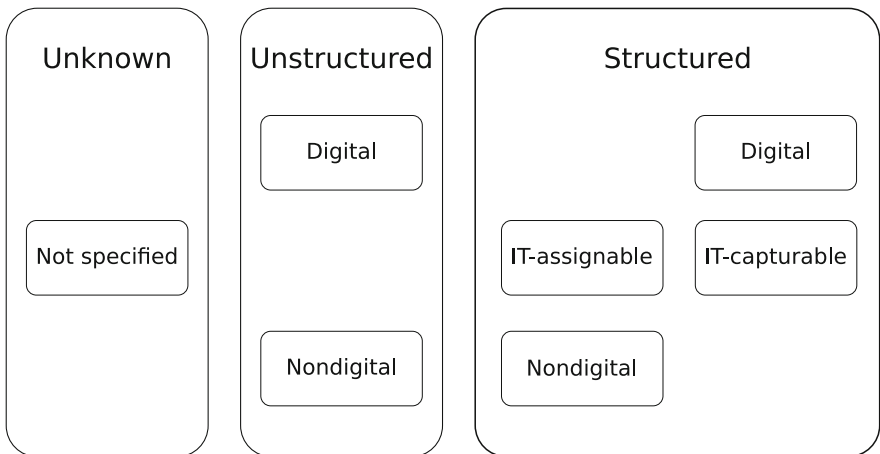 Unknown
Not specified
Unstructured
Digital
Nondigital
Structured
Digital
IT-assignable
IT-capturable
Nondigital